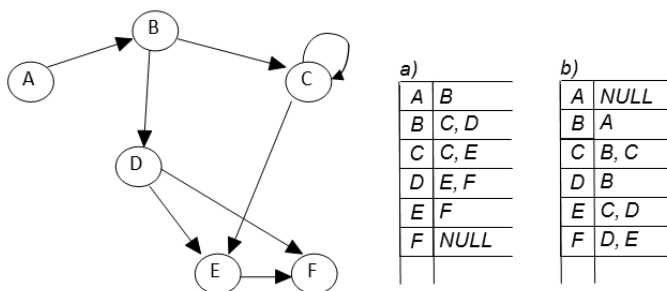 B
A
C
D
E
F
a)
A B
B C, D
C C, E
D E, F
E F
F NULL
b)
A NULL
B A
C B, C
D B
E C, D
F D, E